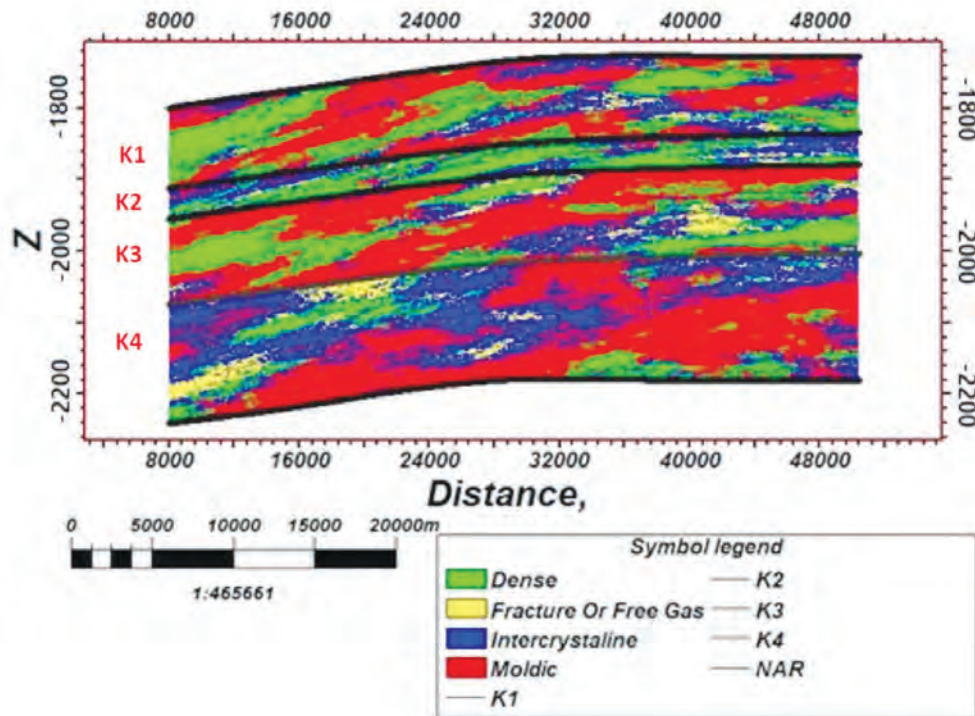 8000 16000 24000 32000 40000 48000
-1800 -1800
K1
K2
Z
K3
-2000 -2000
K4
-2200 -2200
8000 16000 24000 32000 40000 48000
Distance,
0 5000 10000 15000 20000m
1:465661
Symbol legend
Dense K2
Fracture Or Free Gas K3
Intercrystaline K4
Moldic NAR
K1